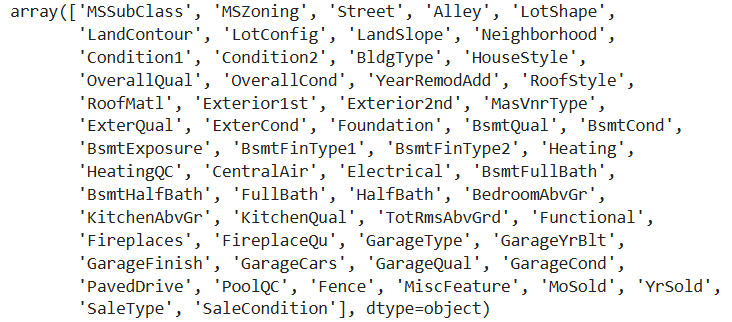 array(['MSSubClass', 'MSZoning', 'Street', 'Alley', 'LotShape',
'LandContour', 'LotConfig', 'LandSlope', 'Neighborhood',
'Condition1', 'Condition2', 'BldgType', 'HouseStyle',
'OverallQual', 'OverallCond', 'YearRemodAdd', 'RoofStyle',
'RoofMatl', 'Exterior1st', 'Exterior2nd', 'MasVnrType',
'ExterQual', 'ExterCond', 'Foundation', 'BsmtQual', 'BsmtCond',
'BsmtExposure', 'BsmtFinType1', 'BsmtFinType2', 'Heating',
'HeatingQC', 'CentralAir', 'Electrical', 'BsmtFullBath',
'BsmtHalfBath', 'FullBath', 'HalfBath', 'BedroomAbvGr',
'KitchenAbvGr', 'KitchenQual', 'TotRmsAbvGrd', 'Functional',
'Fireplaces', 'FireplaceQu', 'GarageType', 'GarageYrBlt',
'GarageFinish', 'GarageCars', 'GarageQual', 'GarageCond',
'PavedDrive', 'PoolQC', 'Fence', 'MiscFeature', 'MoSold', 'YrSold',
'SaleType', 'SaleCondition'], dtype=object)